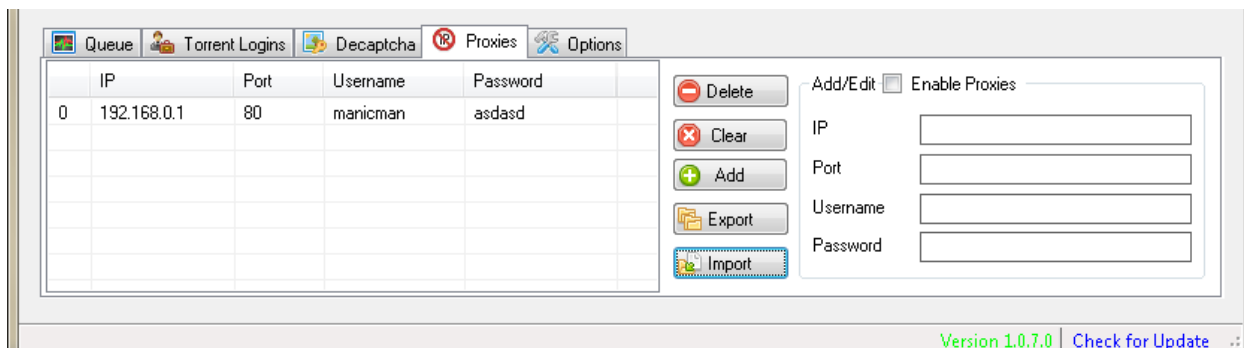 Queue Torrent Logins Decaptcha Proxies Options
IP Port Username Password
0 192.168.0.1 80 manicman asdasd
Delete
Clear
Add
Export
Import
Add/Edit Enable Proxies
IP
Port
Username
Password
Version 1.0.7.0 Check for Update